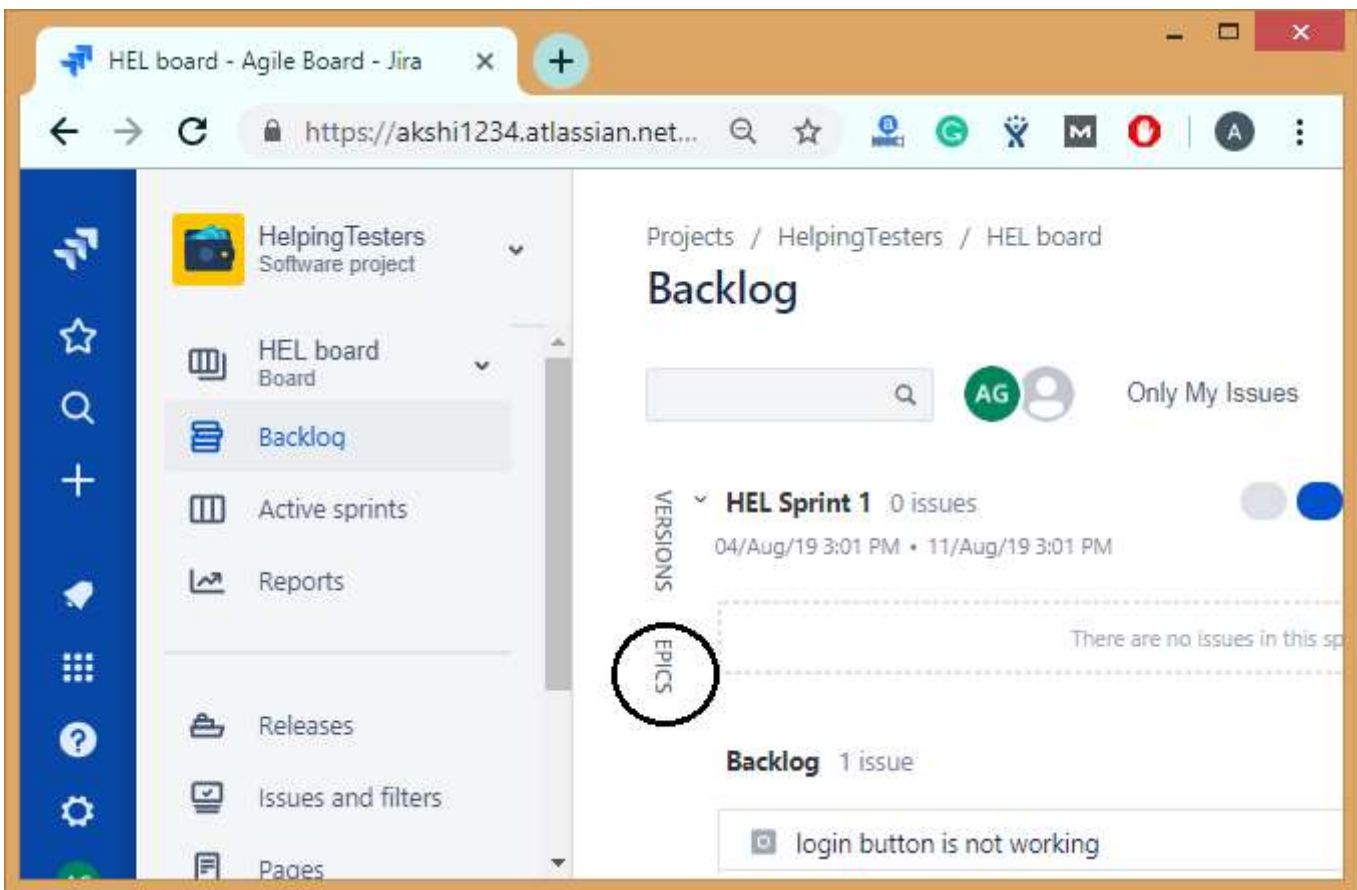 HEL board - Agile Board - Jira
https://akshi1234.atlassian.net...
A
HelpingTesters
Software project
HEL board
Board
Backlog
Active sprints
Reports
Releases
Issues and filters
Pages
Projects / HelpingTesters / HEL board
Backlog
AG
Only My Issues
VERSIONS
EPICS
HEL Sprint 1 0 issues
04/Aug/19 3:01 PM • 11/Aug/19 3:01 PM
There are no issues in this sp
Backlog 1 issue
login button is not working